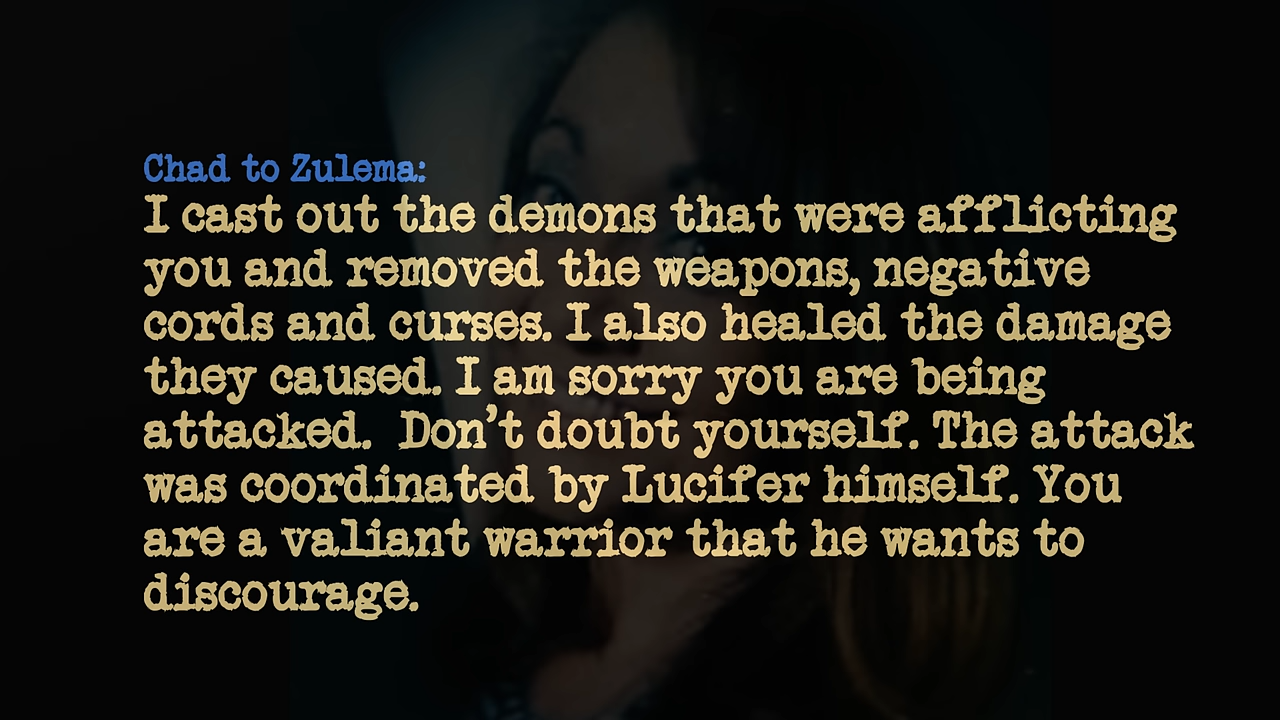 Chad to Zulema:
I cast out the demons that were afflicting
you and removed the weapons, negative
cords and curses. I also healed the damage
they caused. I am sorry you are being
attacked.  Don't doubt yourself. The attack
was coordinated by Lucifer himself. You
are a valiant warrior that he wants to
discourage.